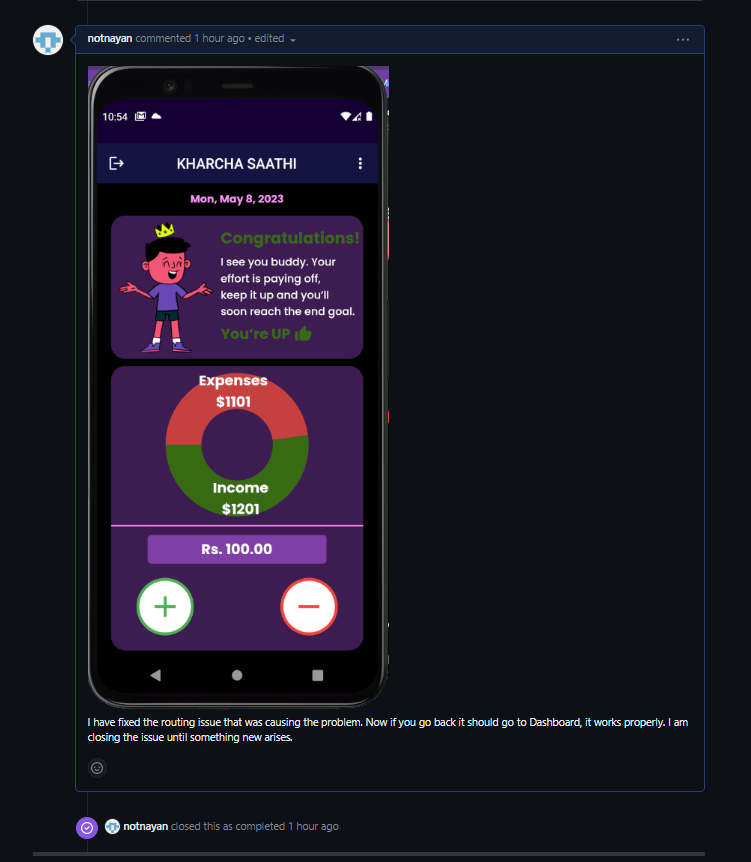 notnayan commented 1 hour ago • edited
10:54
KHARCHA SAATHI
Mon, May 8, 2023
Congratulations!
I see you buddy. Your
effort is paying off,
keep it up and you'll
soon reach the end goal.
You're UP
Expenses
$1101
Income
$1201
Rs. 100.00
I have fixed the routing issue that was causing the problem. Now if you go back it should go to Dashboard, it works properly. I am
closing the issue until something new arises.
notnayan closed this as completed 1 hour ago